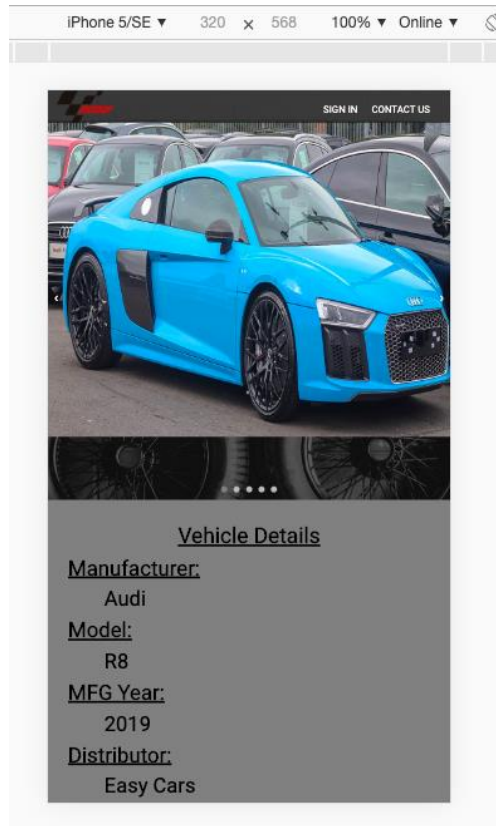 iPhone 5/SE ▼ 320 × 568 100% ▼ Online ▼
SIGN IN CONTACT US
Vehicle Details
Manufacturer:
Audi
Model:
R8
MFG Year:
2019
Distributor:
Easy Cars